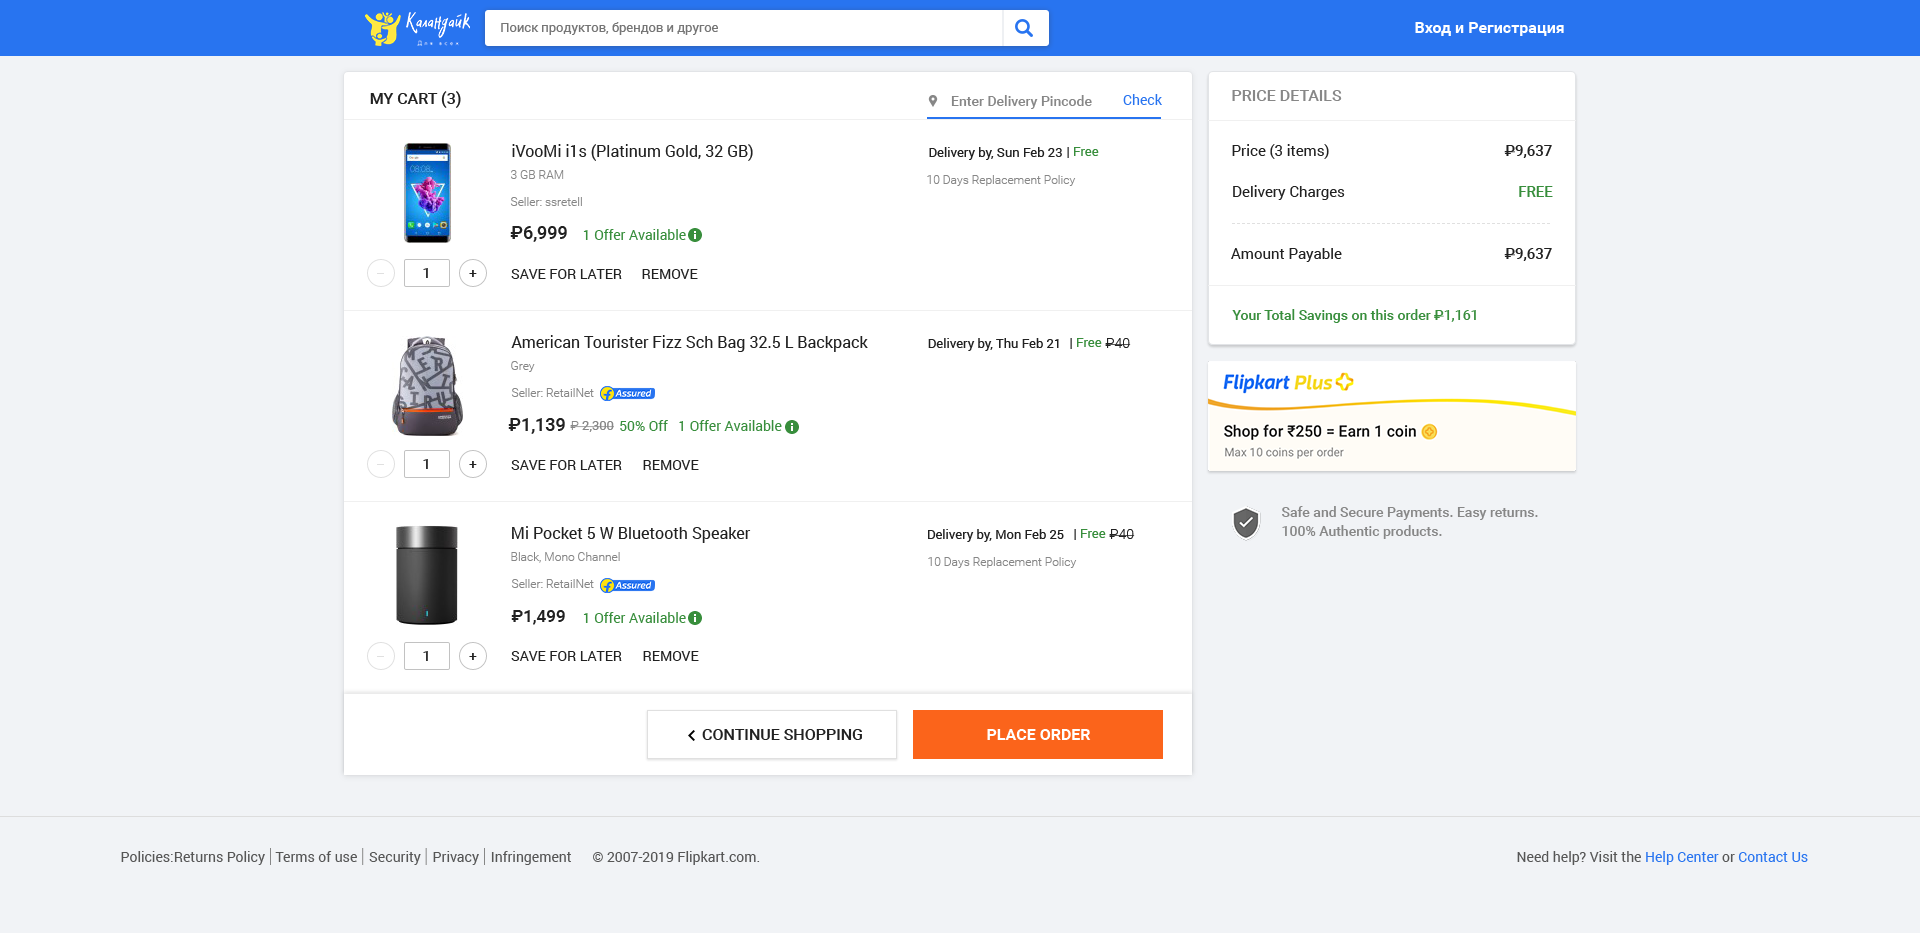 Каландайк
Для всех
Поиск продуктов, брендов и другое
Вход и Регистрация
MY CART (3)
Enter Delivery Pincode
Check
iVooMi i1s (Platinum Gold, 32 GB)
3 GB RAM
Seller: ssretell
₽6,999 1 Offer Available
Delivery by, Sun Feb 23 | Free
10 Days Replacement Policy
− 1 + SAVE FOR LATER REMOVE
American Tourister Fizz Sch Bag 32.5 L Backpack
Grey
Seller: RetailNet Assured
₽1,139 ₽ 2,300 50% Off 1 Offer Available
Delivery by, Thu Feb 21 | Free ₽40
− 1 + SAVE FOR LATER REMOVE
Mi Pocket 5 W Bluetooth Speaker
Black, Mono Channel
Seller: RetailNet Assured
₽1,499 1 Offer Available
Delivery by, Mon Feb 25 | Free ₽40
10 Days Replacement Policy
− 1 + SAVE FOR LATER REMOVE
CONTINUE SHOPPING
PLACE ORDER
PRICE DETAILS
Price (3 items) ₽9,637
Delivery Charges FREE
Amount Payable ₽9,637
Your Total Savings on this order ₽1,161
Flipkart Plus
Shop for ₹250 = Earn 1 coin
Max 10 coins per order
Safe and Secure Payments. Easy returns.
100% Authentic products.
Policies:Returns Policy | Terms of use | Security | Privacy | Infringement © 2007-2019 Flipkart.com.
Need help? Visit the Help Center or Contact Us